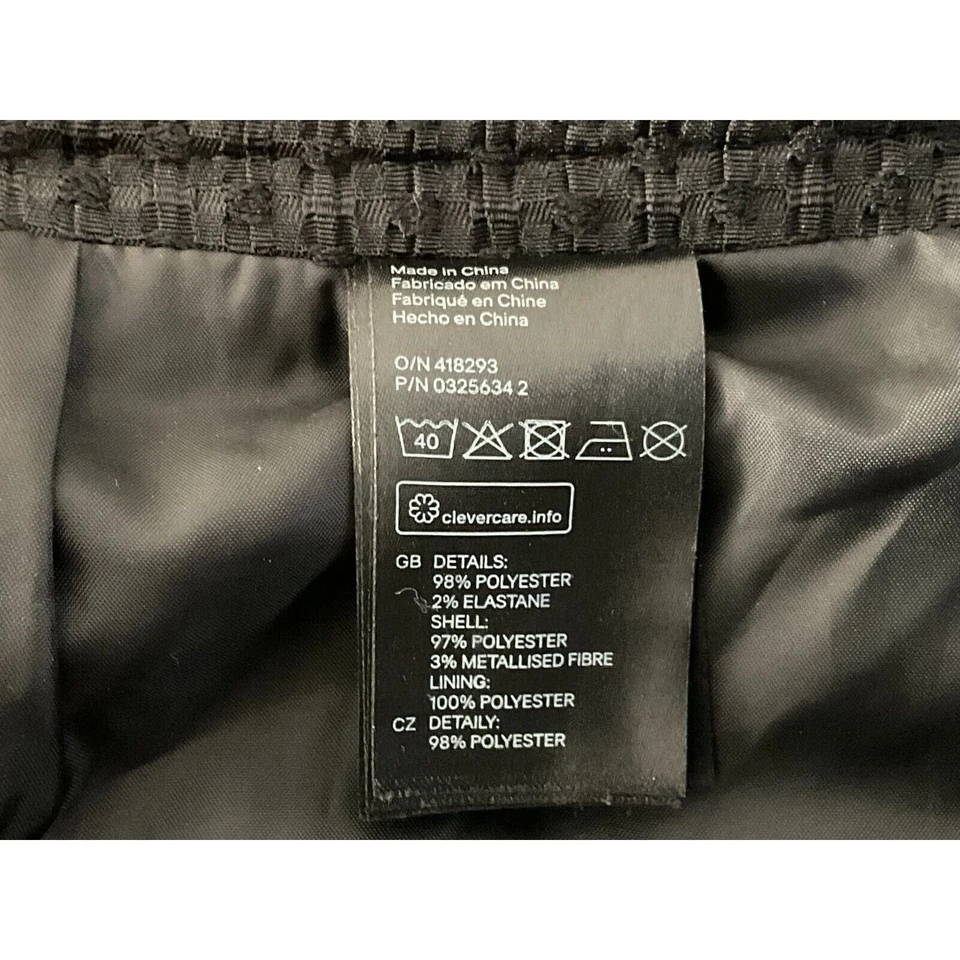 Made in China
Fabricado em China
Fabriqué en Chine
Hecho en China
O/N 418293
P/N 0325634 2
40
clevercare.info
GB DETAILS:
98% POLYESTER
2% ELASTANE
SHELL:
97% POLYESTER
3% METALLISED FIBRE
LINING:
100% POLYESTER
CZ DETAILY:
98% POLYESTER